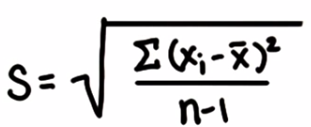 S = √(Σ(xᵢ - x̄)² / (n-1))